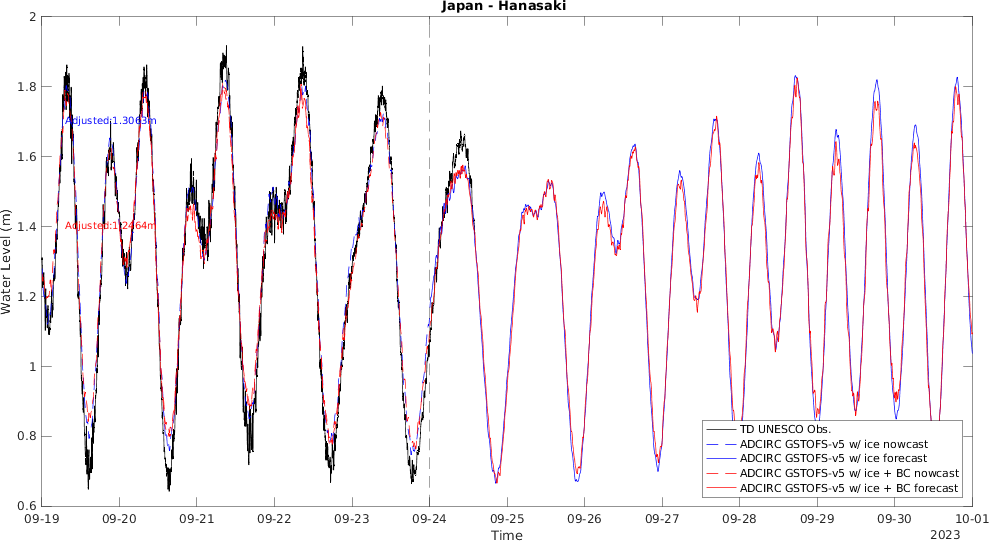 Japan - Hanasaki
Water Level (m)
2
1.8
1.6
1.4
1.2
1
0.8
0.6
Adjusted:1.3063m
Adjusted:1.2464m
TD UNESCO Obs.
ADCIRC GSTOFS-v5 w/ ice nowcast
ADCIRC GSTOFS-v5 w/ ice forecast
ADCIRC GSTOFS-v5 w/ ice + BC nowcast
ADCIRC GSTOFS-v5 w/ ice + BC forecast
09-19 09-20 09-21 09-22 09-23 09-24 09-25 09-26 09-27 09-28 09-29 09-30 10-01
Time
2023